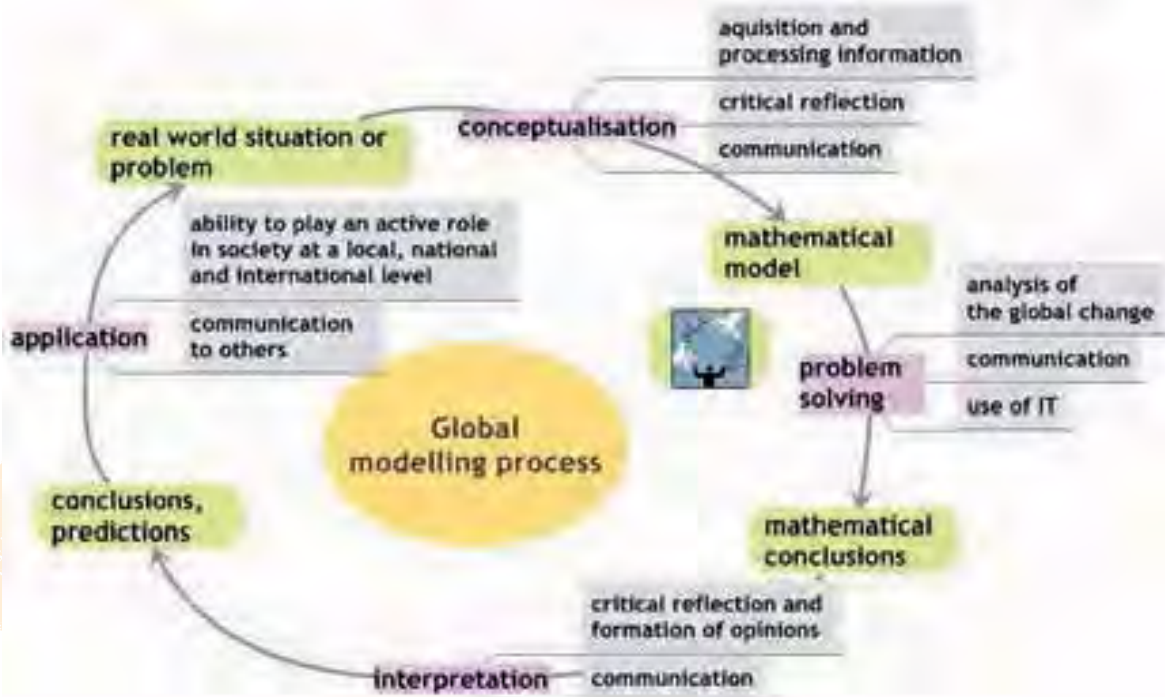 aquisition and
processing information
critical reflection
communication
conceptualisation
real world situation or
problem
mathematical
model
analysis of
the global change
communication
use of IT
problem
solving
ability to play an active role
in society at a local, national
and international level
communication
to others
application
Global
modelling process
conclusions,
predictions
mathematical
conclusions
critical reflection and
formation of opinions
communication
interpretation